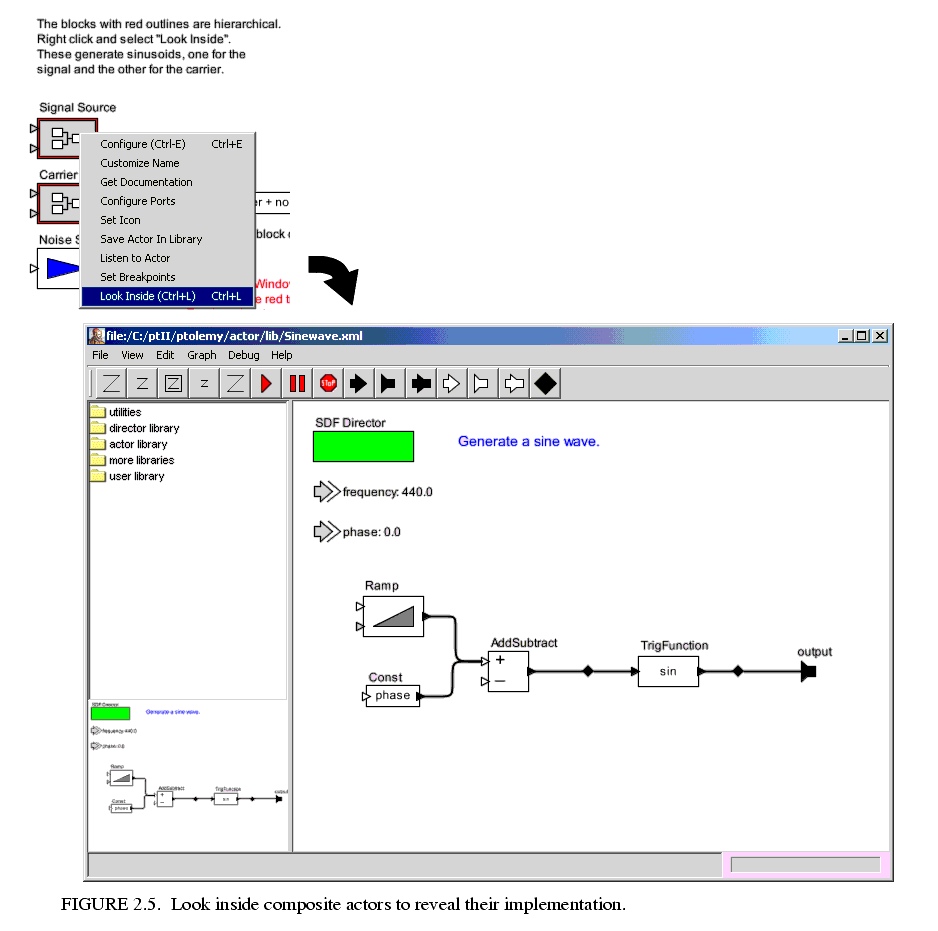 The blocks with red outlines are hierarchical.
Right click and select "Look Inside".
These generate sinusoids, one for the
signal and the other for the carrier.
Signal Source
Configure (Ctrl-E) Ctrl+E
Customize Name
Get Documentation
Configure Ports
Set Icon
Save Actor In Library
Listen to Actor
Set Breakpoints
Look Inside (Ctrl+L) Ctrl+L
Carrier
Noise S
er + no
block
Windo
e red t
file:/C:/ptII/ptolemy/actor/lib/Sinewave.xml
File View Edit Graph Debug Help
Z Z Z Z Z STOP
utilities
director library
actor library
more libraries
user library
SDF Director
Generate a sine wave.
frequency: 440.0
phase: 0.0
Ramp
AddSubtract
+
–
Const
phase
TrigFunction
sin
output
SDF Director
Generate a sine wave.
frequency: 440.0
phase: 0.0
Ramp
AddSubtract
+
–
Const
phase
TrigFunction
sin
output
FIGURE 2.5. Look inside composite actors to reveal their implementation.